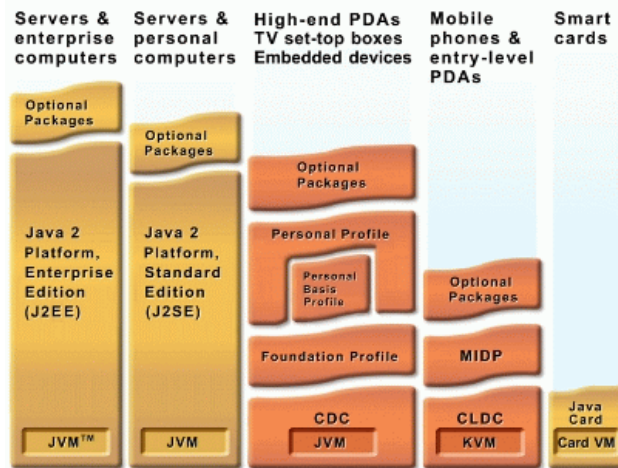 Servers &
enterprise
computers
Optional
Packages
Java 2
Platform,
Enterprise
Edition
(J2EE)
JVM™
Servers &
personal
computers
Optional
Packages
Java 2
Platform,
Standard
Edition
(J2SE)
JVM
High-end PDAs
TV set-top boxes
Embedded devices
Optional
Packages
Personal Profile
Personal
Basis
Profile
Foundation Profile
CDC
JVM
Mobile
phones &
entry-level
PDAs
Optional
Packages
MIDP
CLDC
KVM
Smart
cards
Java
Card
Card VM